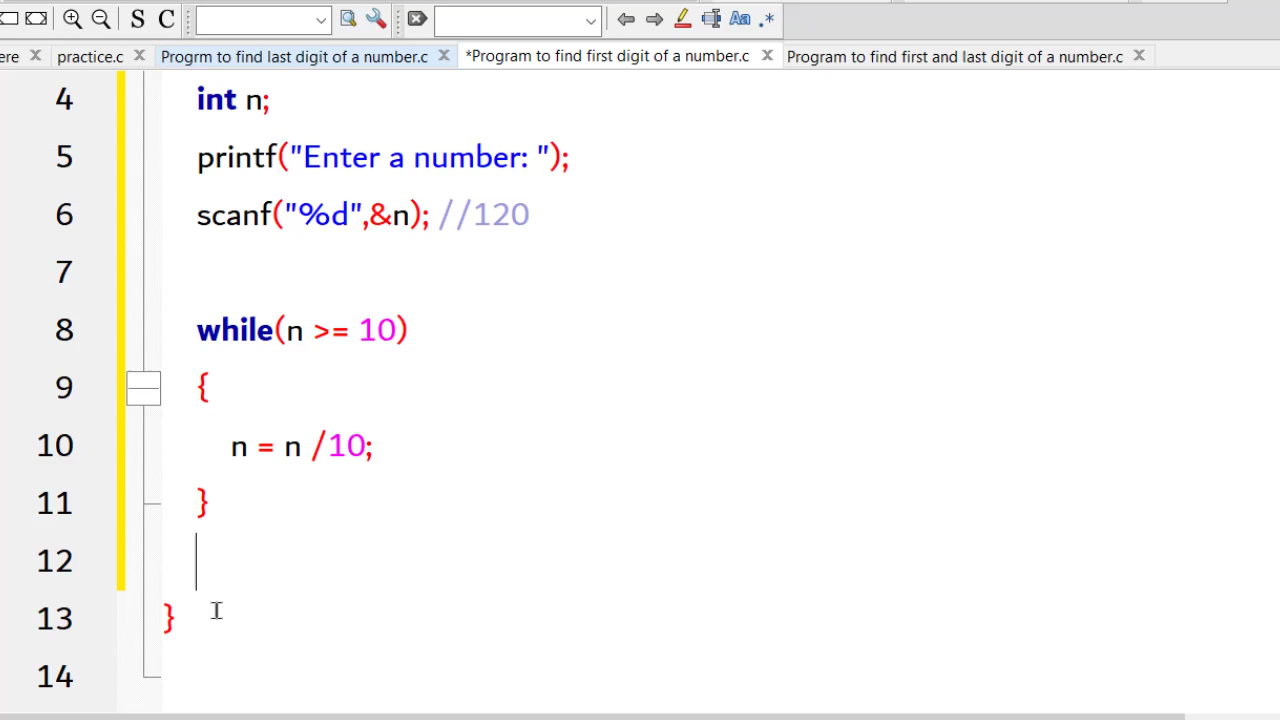 S C
Aa .*
ere practice.c Progrm to find last digit of a number.c *Program to find first digit of a number.c Program to find first and last digit of a number.c
4 int n;
5 printf("Enter a number: ");
6 scanf("%d",&n); //120
7
8 while(n >= 10)
9 {
10 n = n /10;
11 }
12
13 }
14